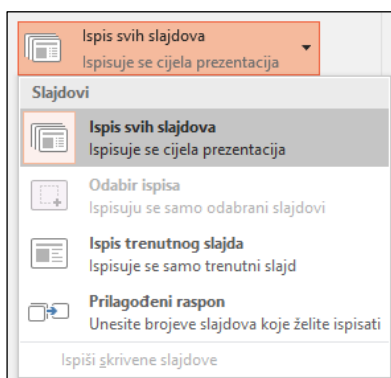 Ispis svih slajdova
Ispisuje se cijela prezentacija
Slajdovi
Ispis svih slajdova
Ispisuje se cijela prezentacija
Odabir ispisa
Ispisuju se samo odabrani slajdovi
Ispis trenutnog slajda
Ispisuje se samo trenutni slajd
Prilagođeni raspon
Unesite brojeve slajdova koje želite ispisati
Ispiši skrivene slajdove